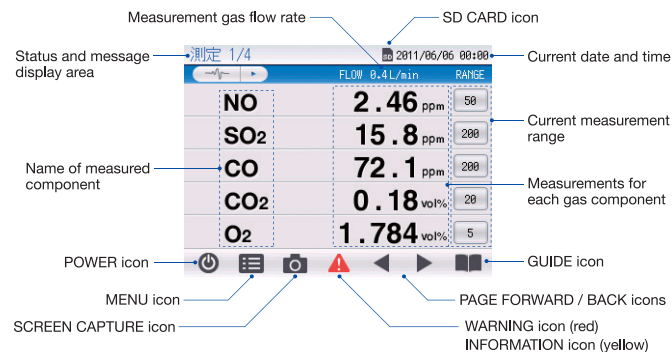 Measurement gas flow rate
SD CARD icon
Status and message
display area
測定 1/4
SD 2011/06/06 00:00
Current date and time
FLOW 0.4L/min
RANGE
NO 2.46 ppm 50
SO2 15.8 ppm 200
CO 72.1 ppm 200
CO2 0.18 vol% 20
O2 1.784 vol% 5
Current measurement
range
Name of measured
component
Measurements for
each gas component
POWER icon
GUIDE icon
MENU icon
PAGE FORWARD / BACK icons
SCREEN CAPTURE icon
WARNING icon (red)
INFORMATION icon (yellow)